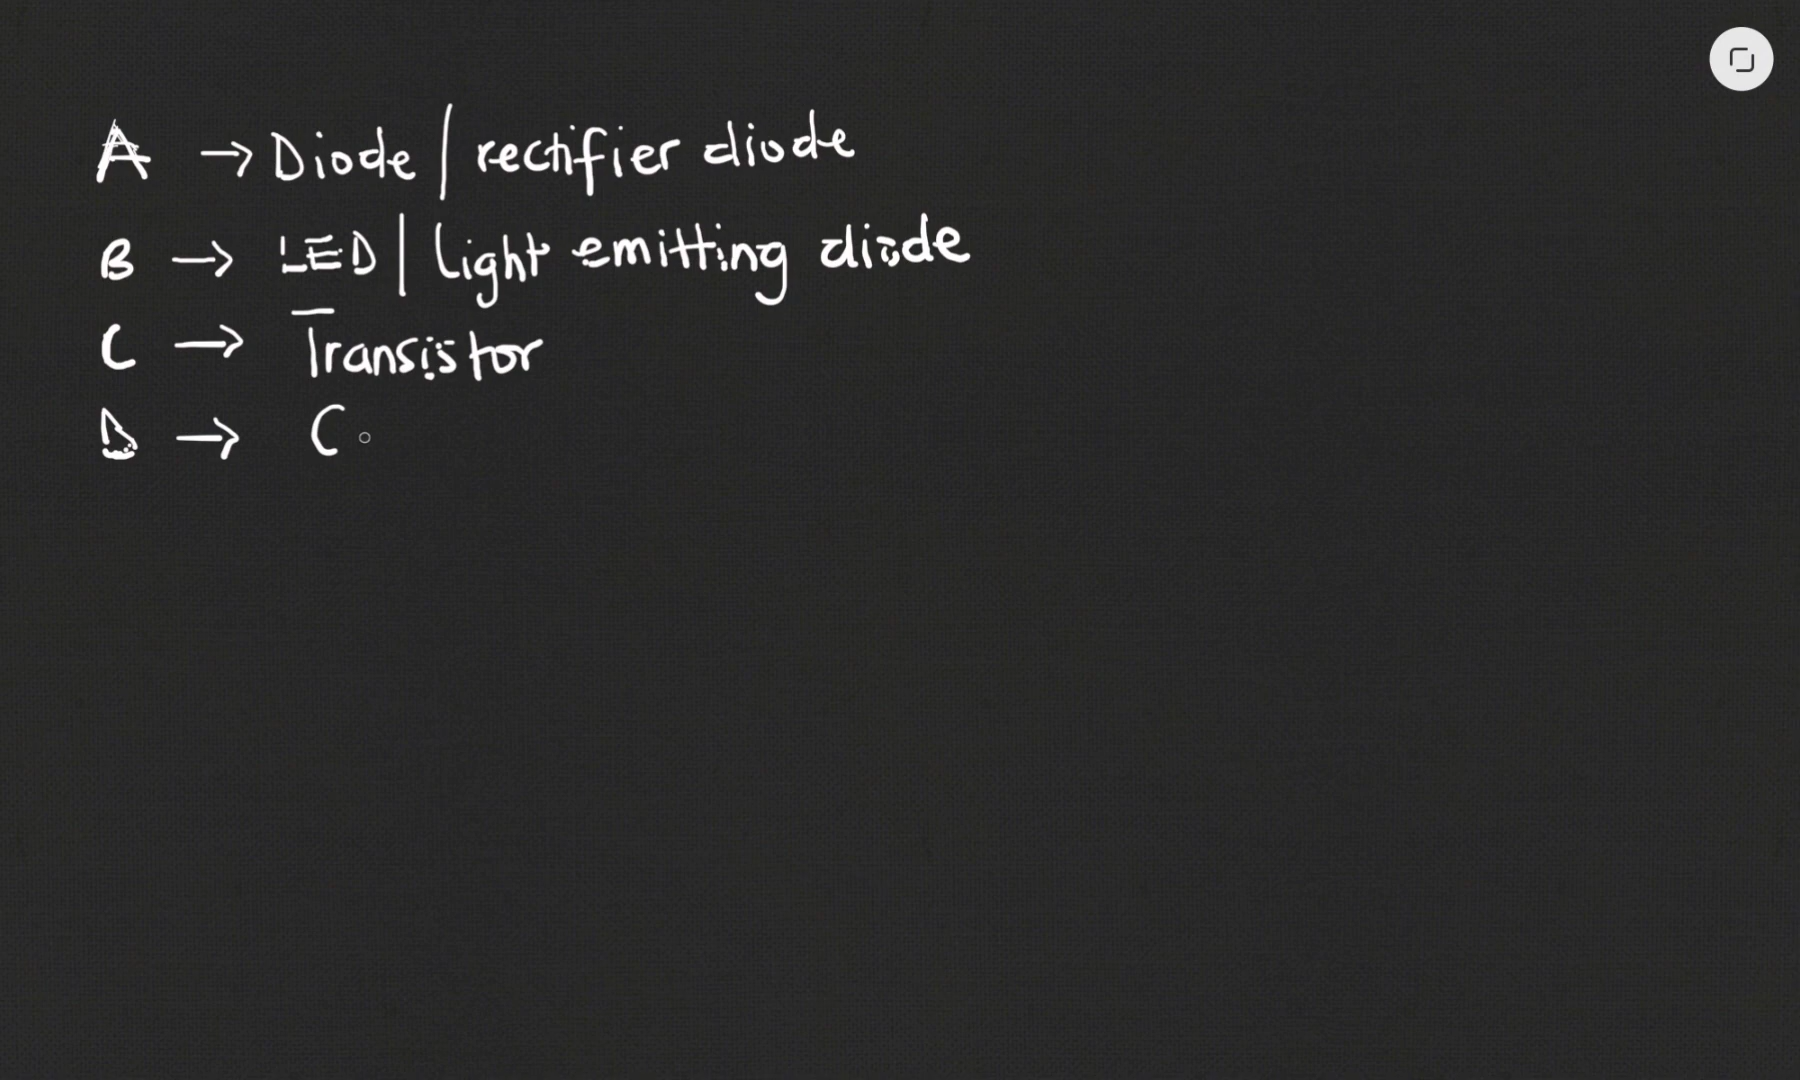 A → Diode / rectifier diode
B → LED | Light emitting diode
C → Transistor
D → C